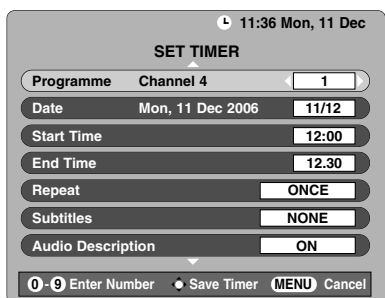 11:36 Mon, 11 Dec
SET TIMER
Programme Channel 4 1
Date Mon, 11 Dec 2006 11/12
Start Time 12:00
End Time 12.30
Repeat ONCE
Subtitles NONE
Audio Description ON
0-9 Enter Number Save Timer MENU Cancel